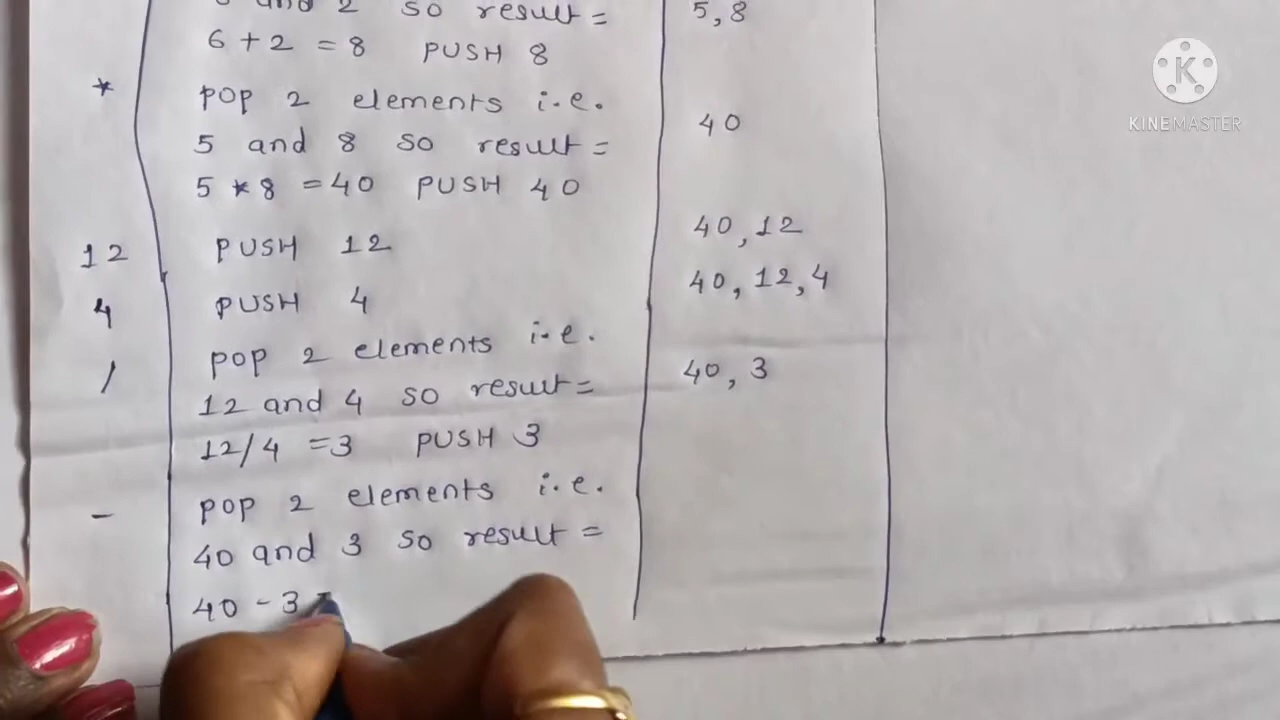 and 2 so result = 5,8
6 + 2 = 8 PUSH 8
* pop 2 elements i.e.
5 and 8 so result = 40
5 * 8 = 40 PUSH 40
12 PUSH 12 40,12
4 PUSH 4 40,12,4
/ pop 2 elements i.e.
12 and 4 so result = 40,3
12/4 = 3 PUSH 3
- pop 2 elements i.e.
40 and 3 so result =
40 - 3
KINEMASTER